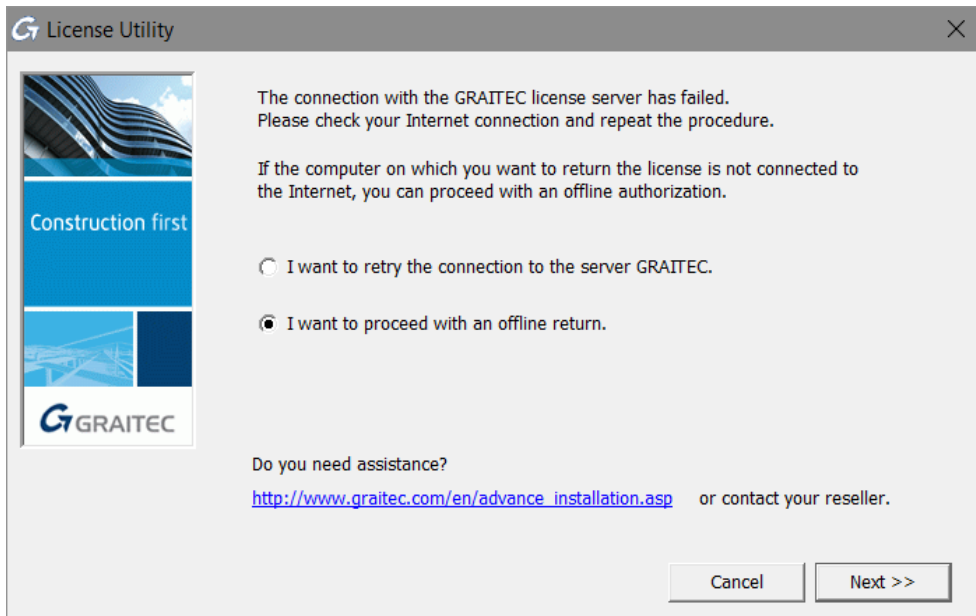 License Utility
The connection with the GRAITEC license server has failed.
Please check your Internet connection and repeat the procedure.
If the computer on which you want to return the license is not connected to
the Internet, you can proceed with an offline authorization.
Construction first
I want to retry the connection to the server GRAITEC.
I want to proceed with an offline return.
GRAITEC
Do you need assistance?
http://www.graitec.com/en/advance_installation.asp or contact your reseller.
Cancel Next >>